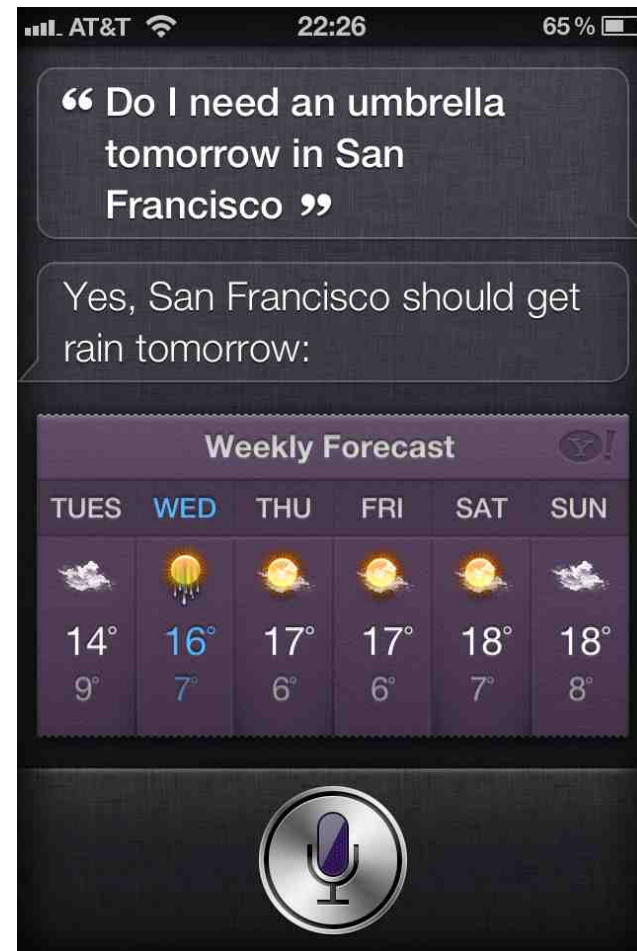 AT&T 22:26 65%
“ Do I need an umbrella
tomorrow in San
Francisco ”
Yes, San Francisco should get
rain tomorrow:
Weekly Forecast Y!
TUES WED THU FRI SAT SUN
14° 16° 17° 17° 18° 18°
9° 7° 6° 6° 7° 8°